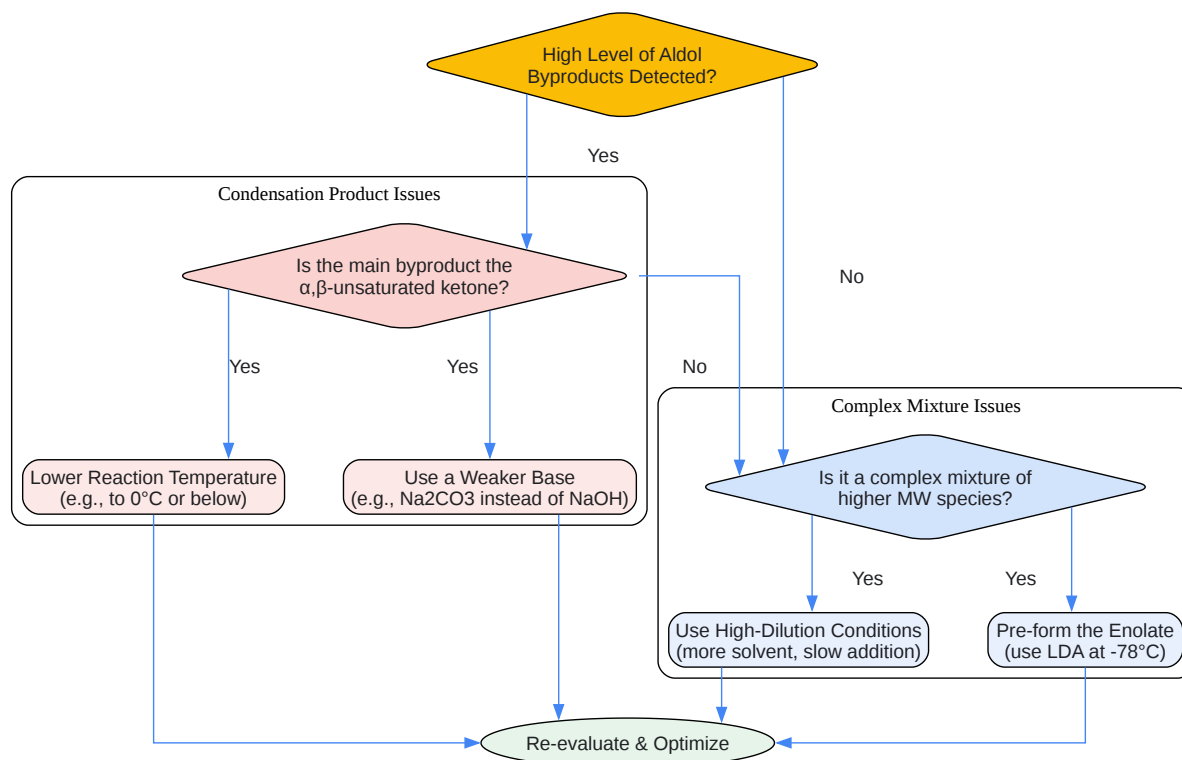 High Level of Aldol
Byproducts Detected?
Yes
Condensation Product Issues
Is the main byproduct the
α,β-unsaturated ketone?
No
Yes
Yes
No
Complex Mixture Issues
Lower Reaction Temperature
(e.g., to 0°C or below)
Use a Weaker Base
(e., Na2CO3 instead of NaOH)
Is it a complex mixture of
higher MW species?
Yes
Yes
Use High-Dilution Conditions
(more solvent, slow addition)
Pre-form the Enolate
(use LDA at -78°C)
Re-evaluate & Optimize